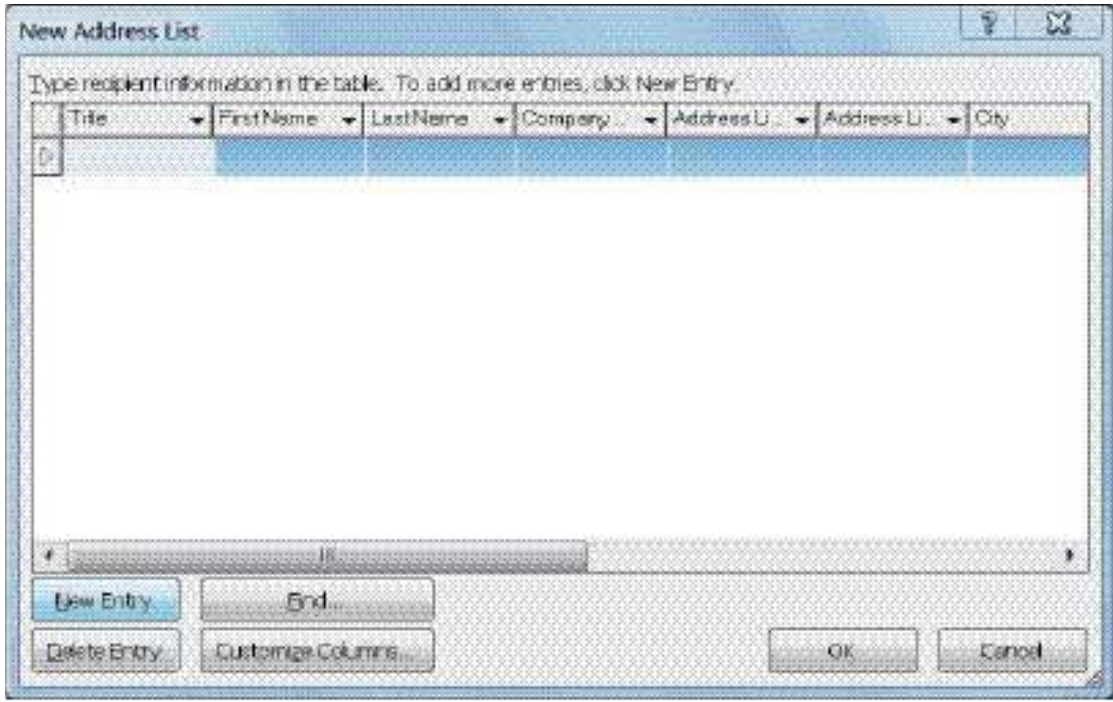 New Address List
Type recipient information in the table. To add more entries, click New Entry.
Title First Name Last Name Company ... Address Li... Address Li... City
New Entry Find...
Delete Entry Customize Columns... OK Cancel